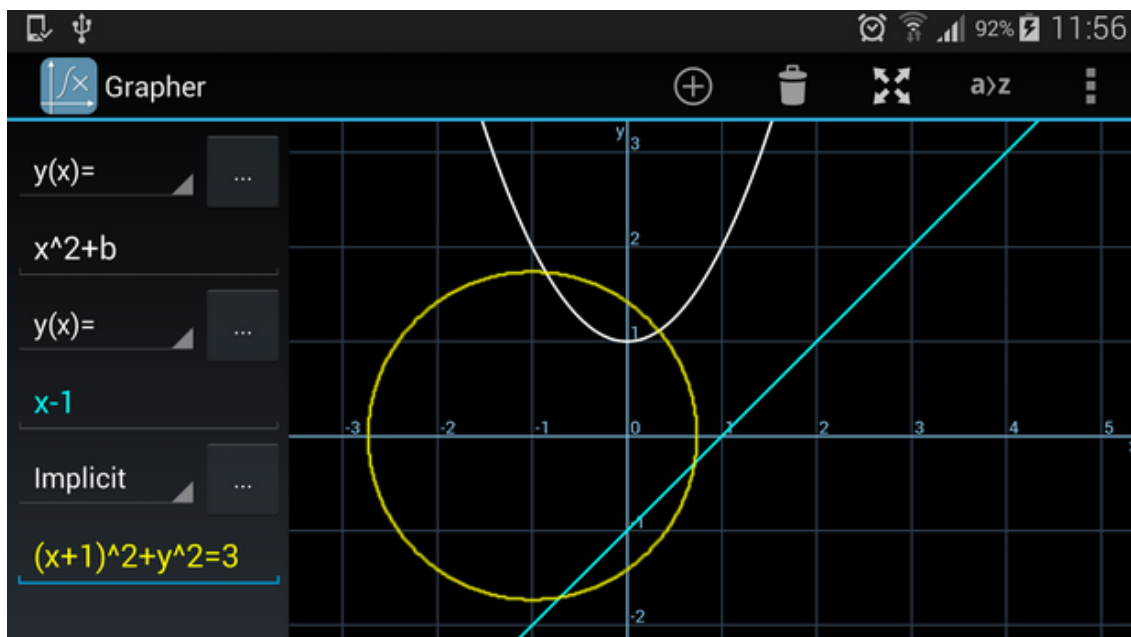 92% 11:56
Grapher a>z
y(x)= ...
x^2+b
y(x)= ...
x-1
Implicit ...
(x+1)^2+y^2=3
y
3
2
1
-3 -2 -1 0 1 2 3 4 5
-1
-2